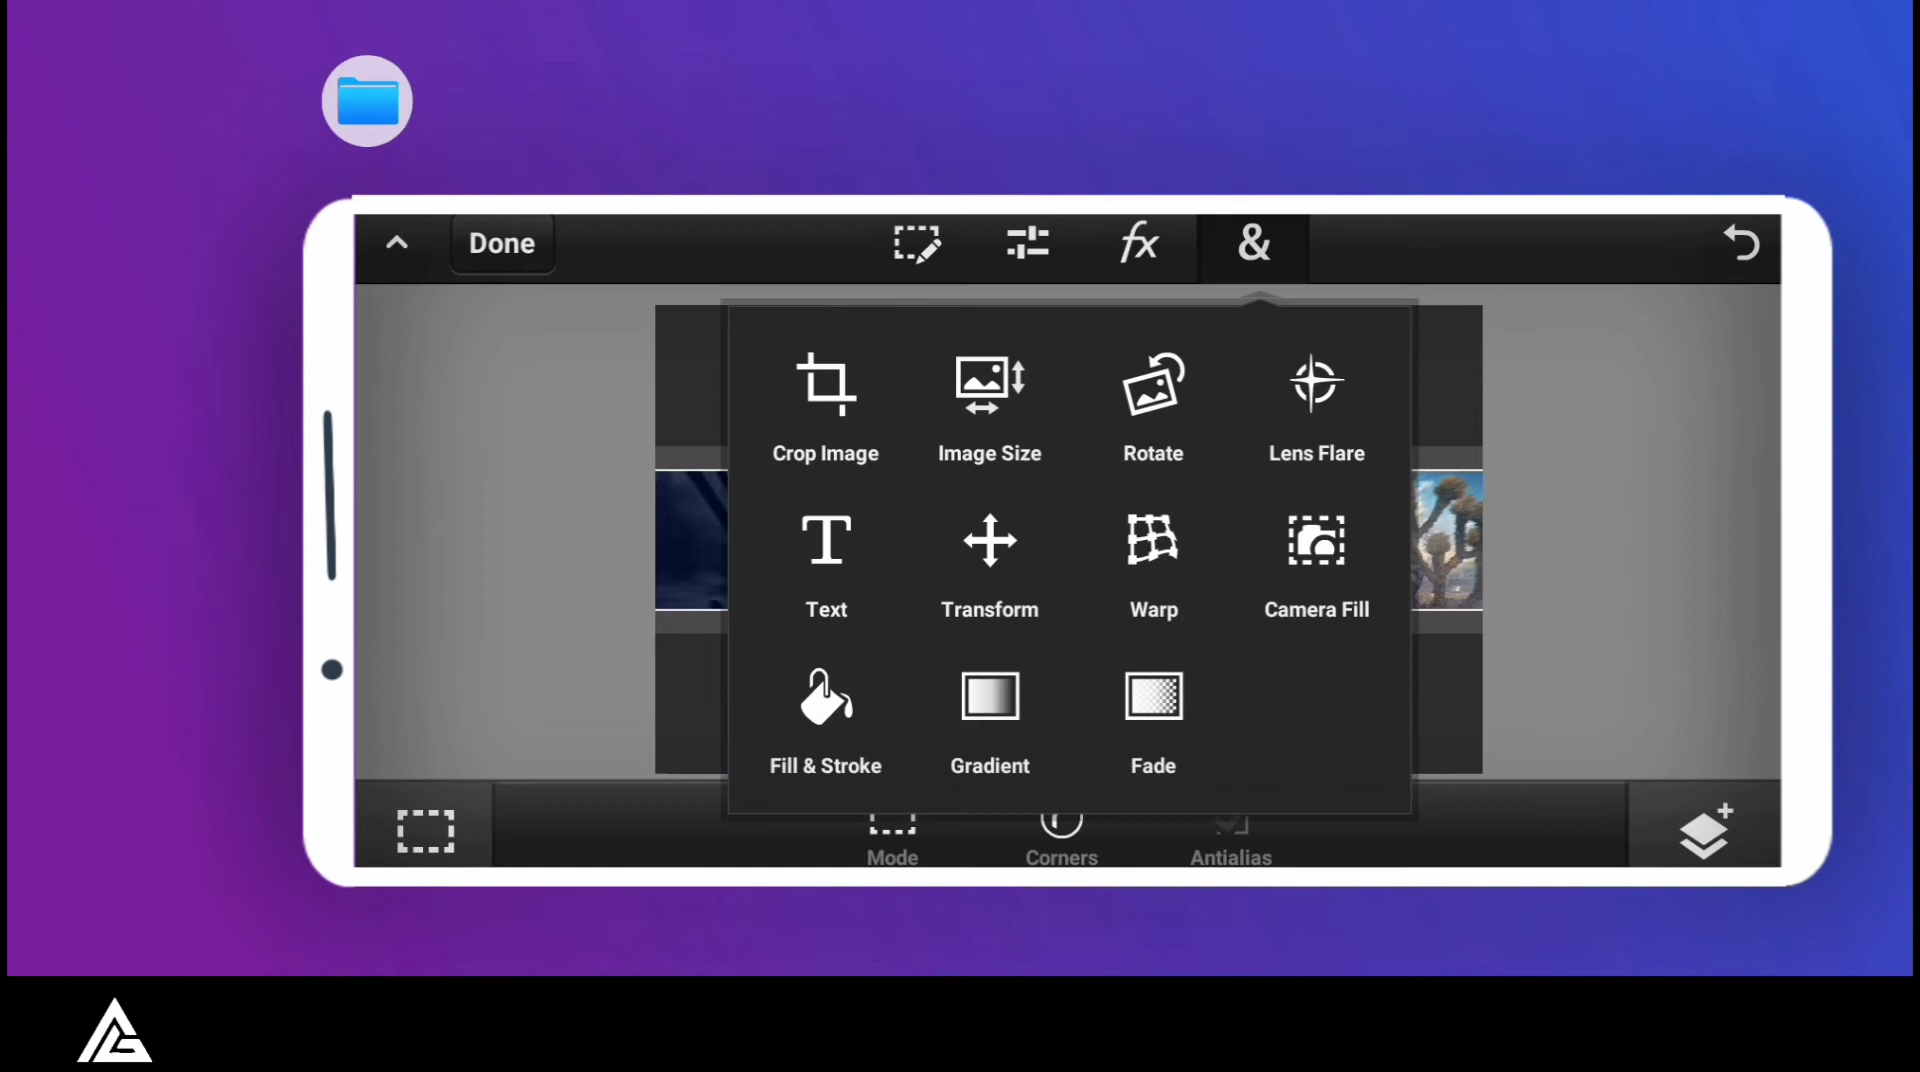 Done fx &
Crop Image Image Size Rotate Lens Flare
Text Transform Warp Camera Fill
Fill & Stroke Gradient Fade
Mode Corners Antialias